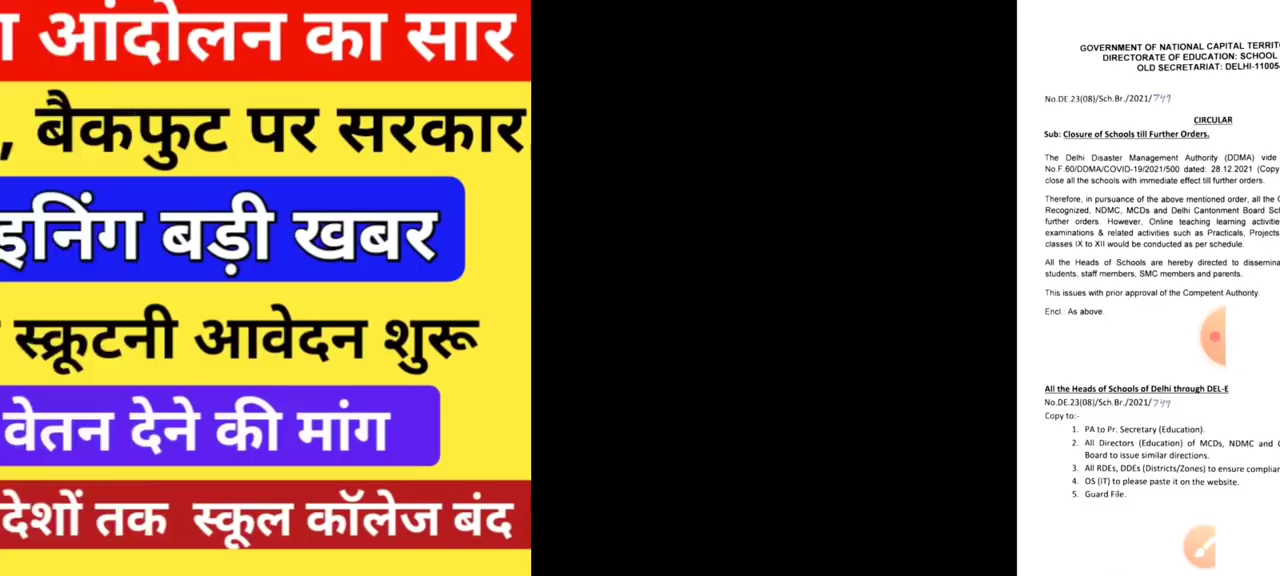 आंदोलन का सार
, बैकफुट पर सरकार
बड़ी खबर
स्क्रूटनी आवेदन शुरू
वेतन देने की मांग
तक स्कूल कॉलेज बंद
GOVERNMENT OF NATIONAL CAPITAL
DIRECTORATE OF EDUCATION: SCHOOL
OLD SECRETARIAT: DELHI-11005
No.DE.23(08)/Sch.Br./2021/749
CIRCULAR
Sub: Closure of Schools till Further Orders.
The Delhi Disaster Management Authority (DDMA) vide
No.F.60/DDMA/COVID-19/2021/500 dated: 28.12.2021 (Copy
close all the schools with immediate effect till further orders.
Therefore, in pursuance of the above mentioned order, all the
Recognized, NDMC, MCDs and Delhi Cantonment Board
further orders. However, Online teaching learning
examinations & related activities such as Practicals, Projects
classes IX to XII would be conducted as per schedule.
All the Heads of Schools are hereby directed to
students, staff members, SMC members and parents.
This issues with prior approval of the Competent Authority.
Encl.: As above.
All the Heads of Schools of Delhi through DEL-E
No.DE.23(08)/Sch.Br./2021/749
Copy to:-
1. PA to Pr. Secretary (Education).
2. All Directors (Education) of MCDs, NDMC and
Board to issue similar directions.
3. All RDEs, DDEs (Districts/Zones) to ensure
4. OS (IT) to please paste it on the website.
5. Guard File.